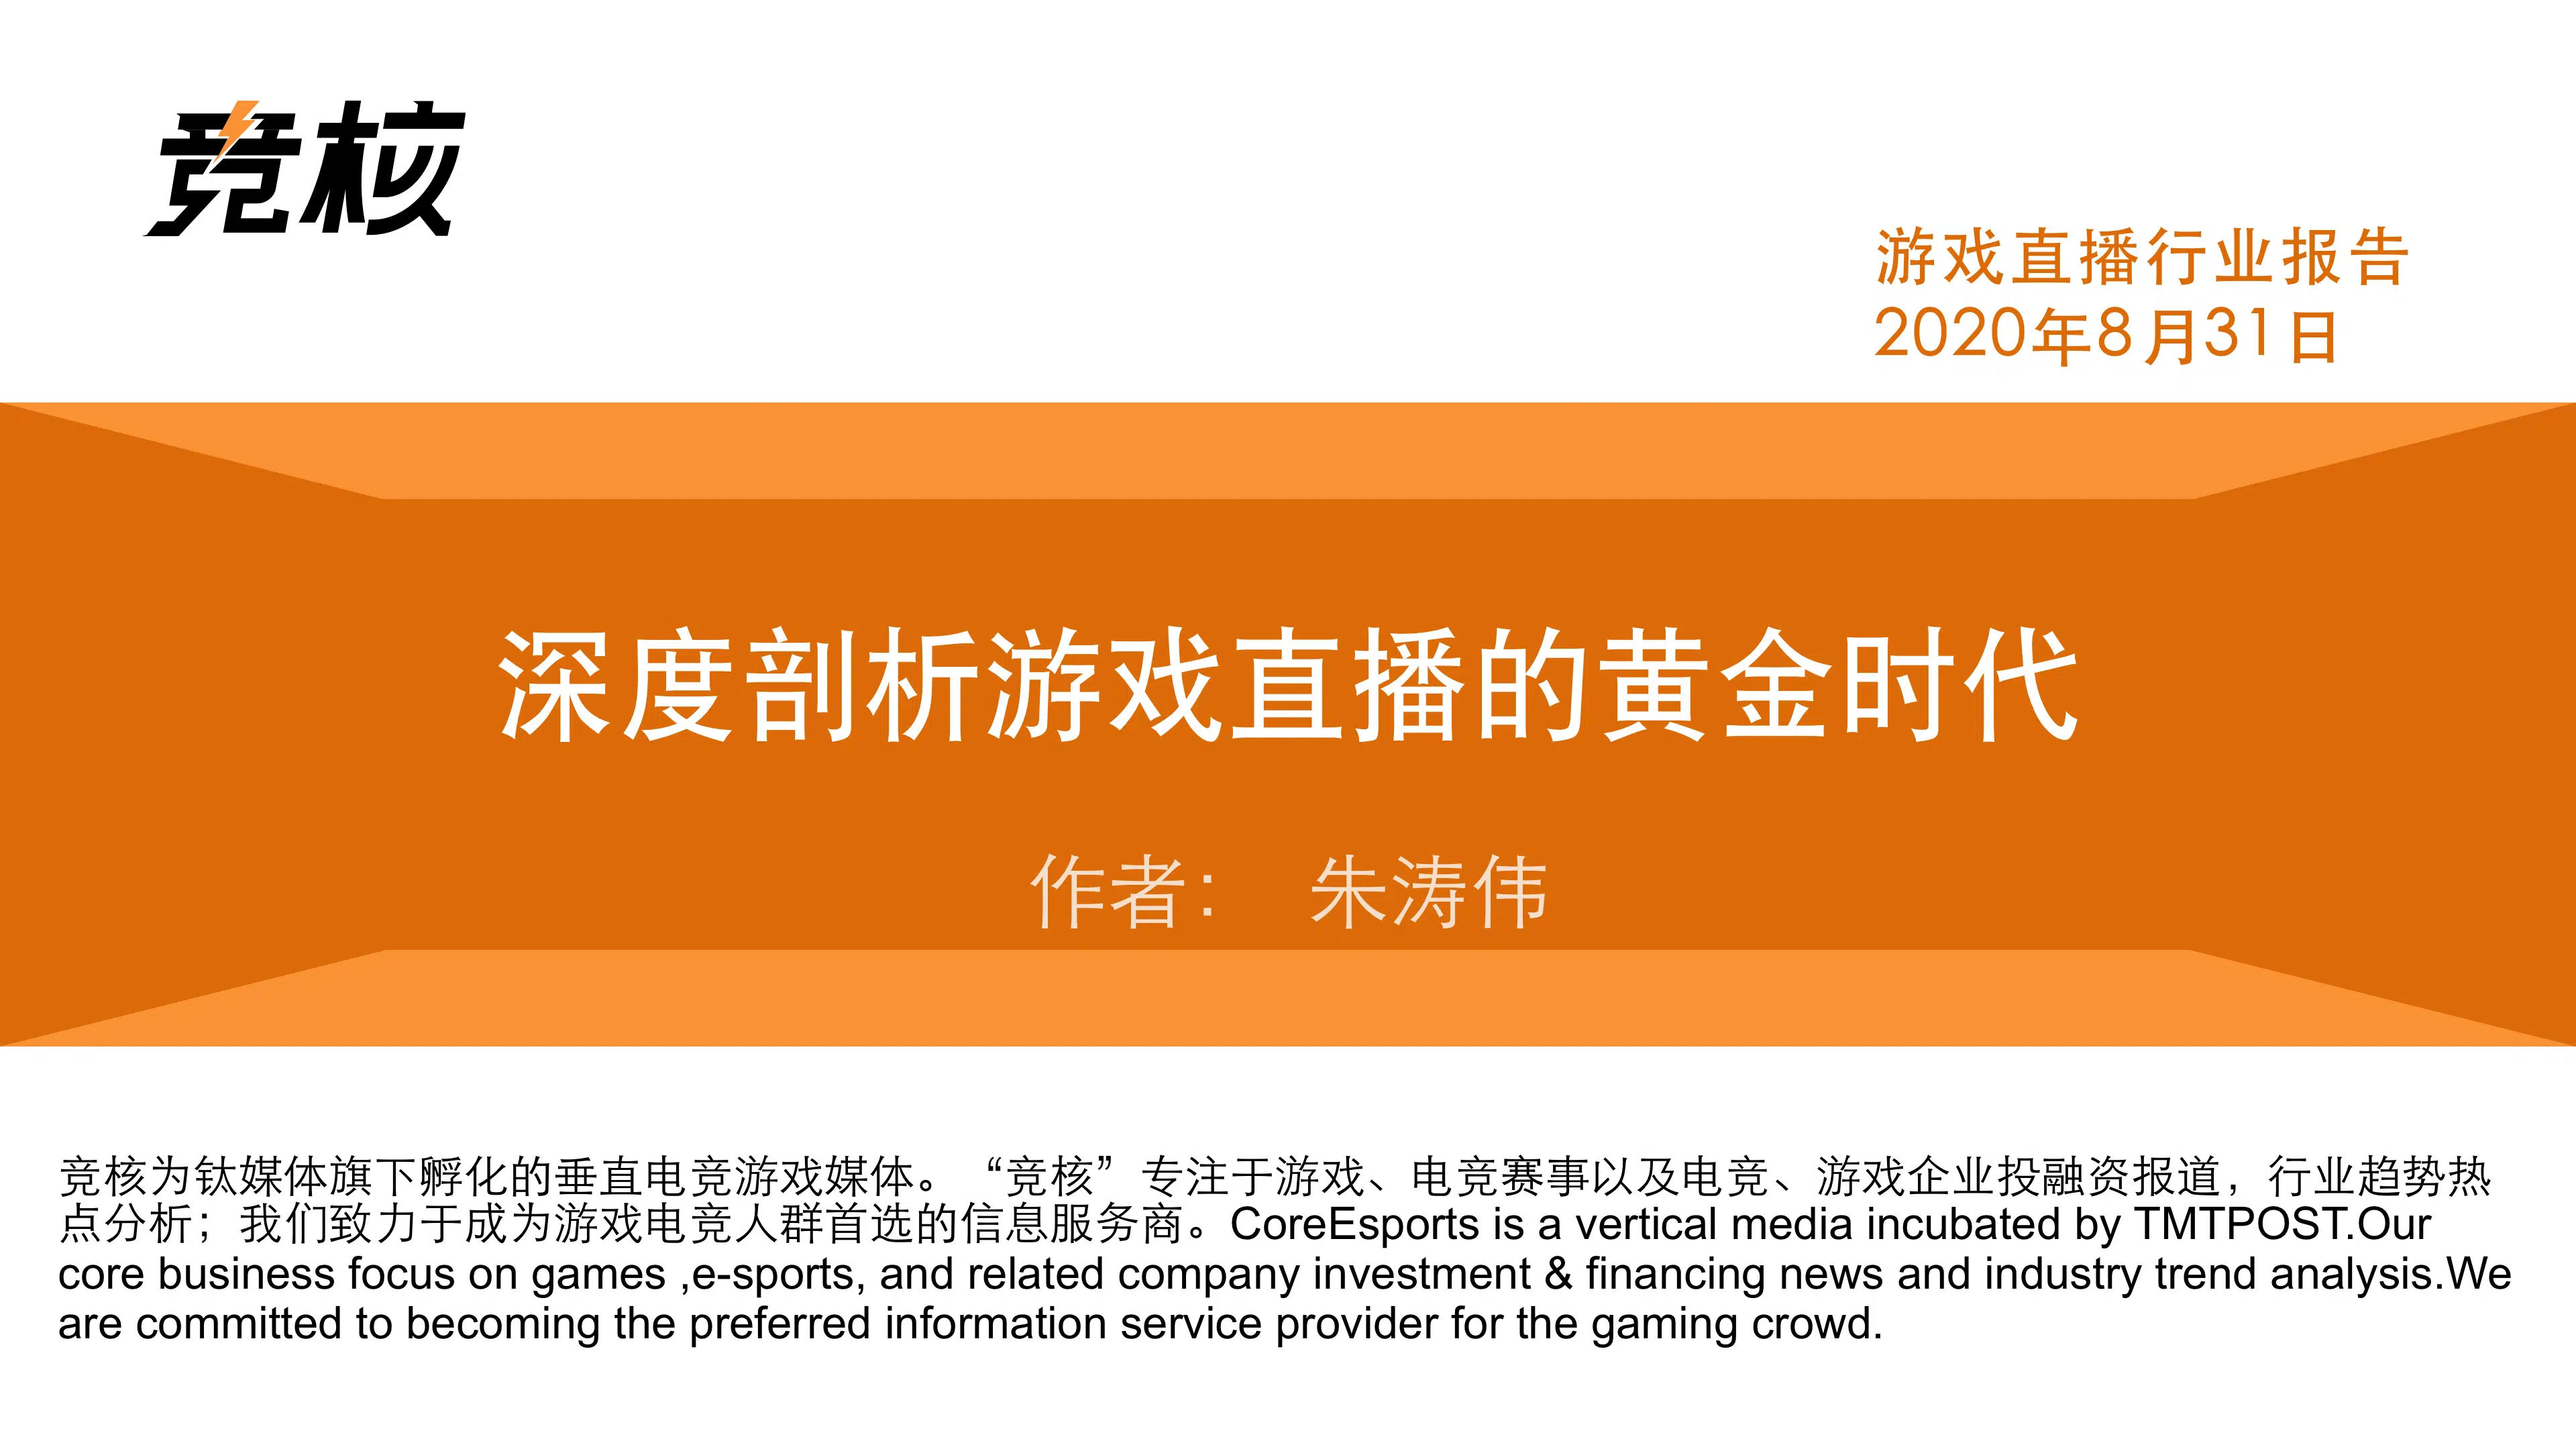 竞核
游戏直播行业报告
2020年8月31日
深度剖析游戏直播的黄金时代
作者： 朱涛伟
竞核为钛媒体旗下孵化的垂直电竞游戏媒体。“竞核”专注于游戏、电竞赛事以及电竞、游戏企业投融资报道，行业趋势热
点分析；我们致力于成为游戏电竞人群首选的信息服务商。CoreEsports is a vertical media incubated by TMTPOST.Our
core business focus on games ,e-sports, and related company investment & financing news and industry trend analysis.We
are committed to becoming the preferred information service provider for the gaming crowd.